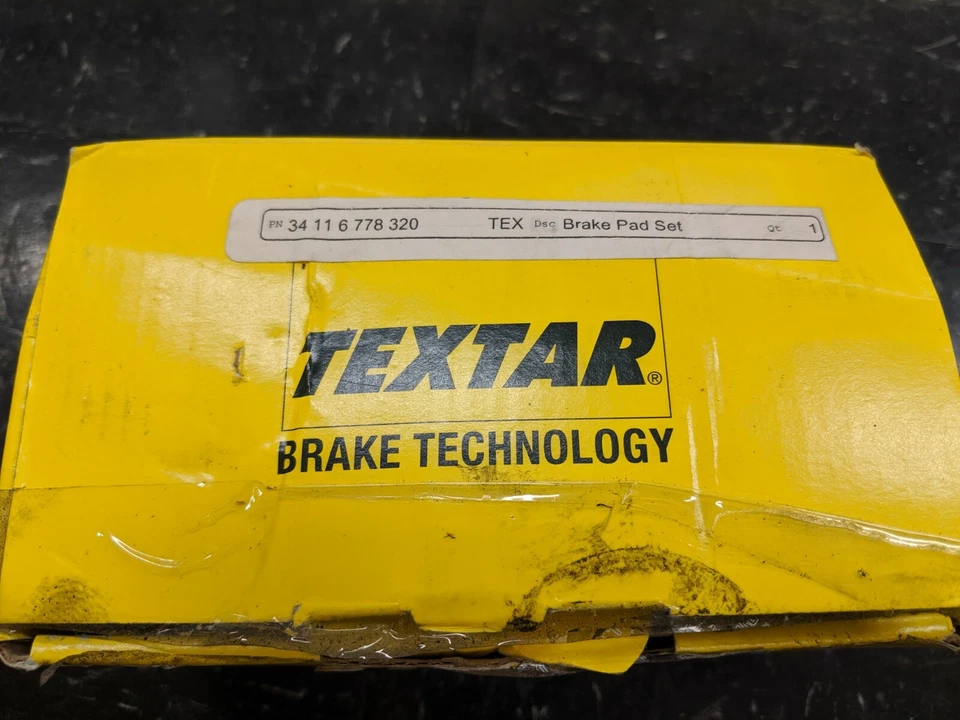 PN 34 11 6 778 320 TEX Dsc Brake Pad Set Qt 1
TEXTAR®
BRAKE TECHNOLOGY